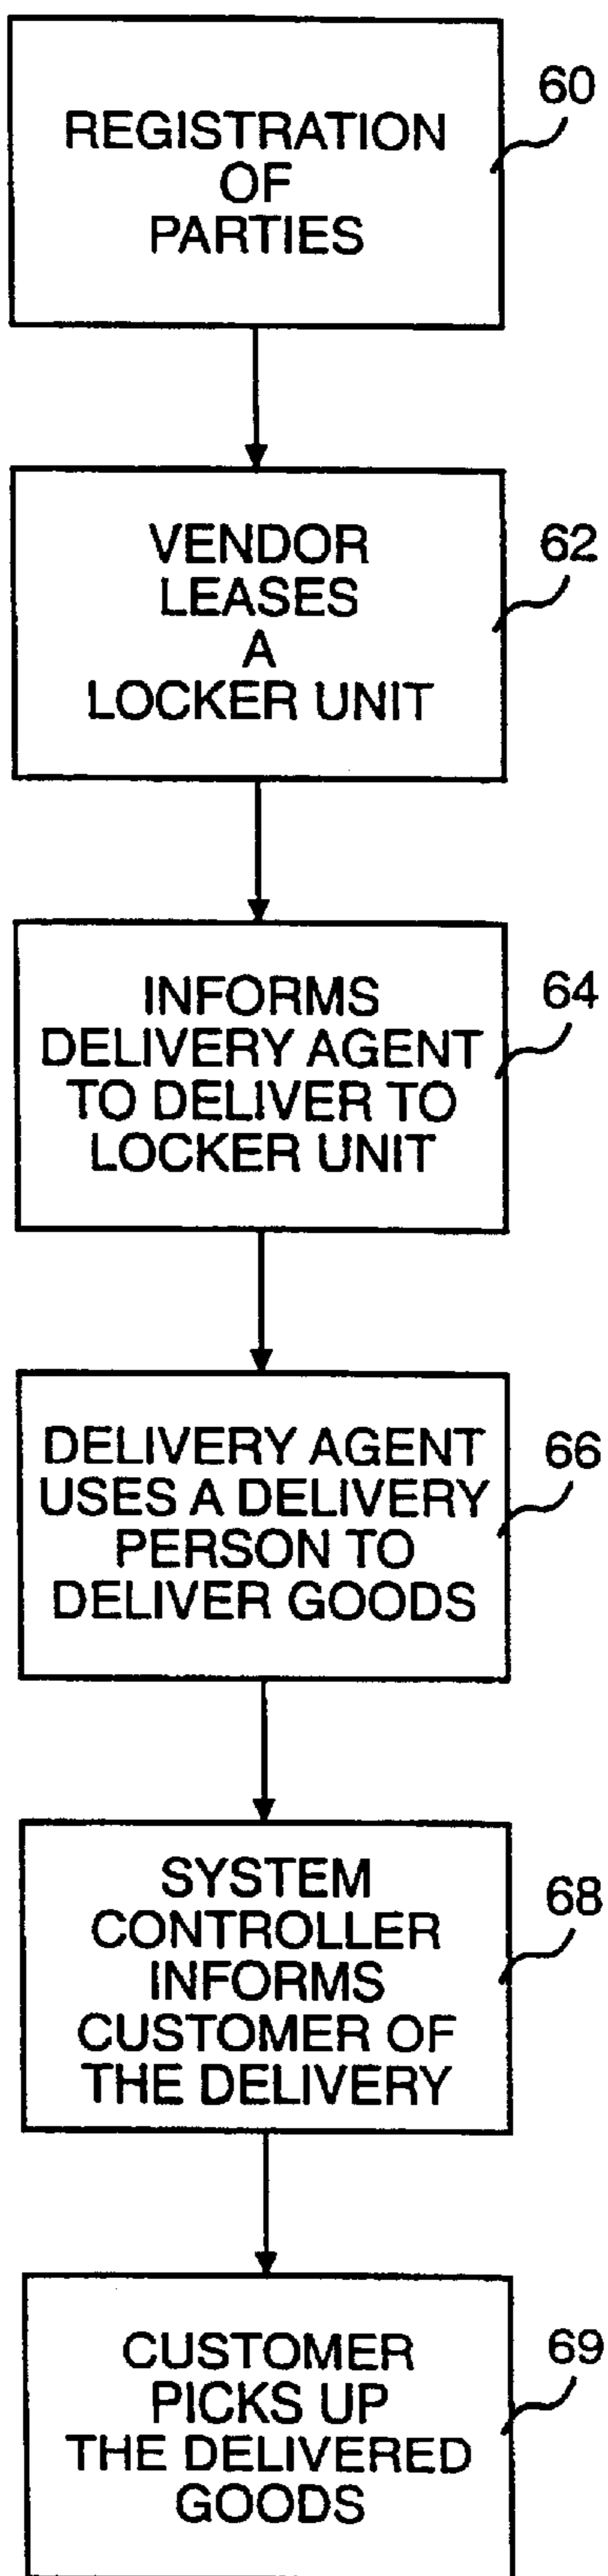 REGISTRATION
OF
PARTIES
60
VENDOR
LEASES
A
LOCKER UNIT
62
INFORMS
DELIVERY AGENT
TO DELIVER TO
LOCKER UNIT
64
DELIVERY AGENT
USES A DELIVERY
PERSON TO
DELIVER GOODS
66
SYSTEM
CONTROLLER
INFORMS
CUSTOMER OF
THE DELIVERY
68
CUSTOMER
PICKS UP
THE DELIVERED
GOODS
69